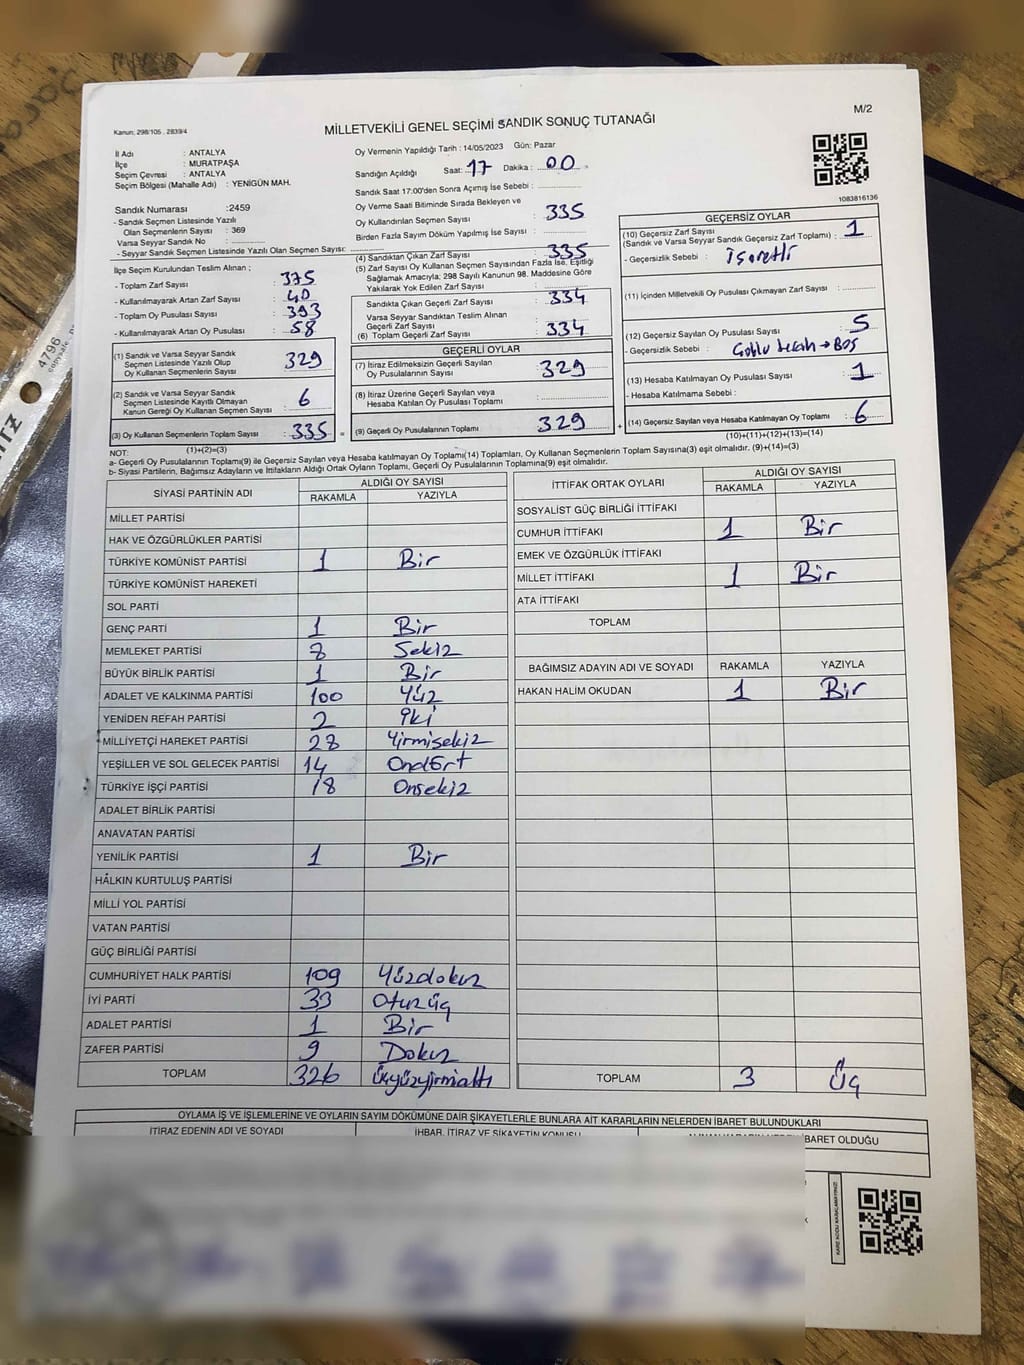 M/2
Kanun: 298/105 , 2839/4
MİLLETVEKİLİ GENEL SEÇİMİ SANDIK SONUÇ TUTANAĞI
İl Adı : ANTALYA
İlçe : MURATPAŞA
Seçim Çevresi : ANTALYA
Seçim Bölgesi (Mahalle Adı) : YENİGÜN MAH.
Sandık Numarası :2459
- Sandık Seçmen Listesinde Yazılı
Olan Seçmenlerin Sayısı : 369
Varsa Seyyar Sandık No :
- Seyyar Sandık Seçmen Listesinde Yazılı Olan Seçmen Sayısı:
Oy Vermenin Yapıldığı Tarih : 14/05/2023 Gün: Pazar
Sandığın Açıldığı Saat: 17 Dakika : 00
Sandık Saat 17:00'den Sonra Açımış İse Sebebi :
Oy Verme Saati Bitiminde Sırada Bekleyen ve
Oy Kullandırılan Seçmen Sayısı : 335
Birden Fazla Sayım Döküm Yapılmış İse Sayısı :
1083816136
İlçe Seçim Kurulundan Teslim Alınan ;
- Toplam Zarf Sayısı : 375
- Kullanılmayarak Artan Zarf Sayısı : 40
- Toplam Oy Pusulası Sayısı : 393
- Kullanılmayarak Artan Oy Pusulası : 58
(1) Sandık ve Varsa Seyyar Sandık
Seçmen Listesinde Yazılı Olup
Oy Kullanan Seçmenlerin Sayısı : 329
(2) Sandık ve Varsa Seyyar Sandık
Seçmen Listesinde Kayıtlı Olmayan
Kanun Gereği Oy Kullanan Seçmen Sayısı : 6
(3) Oy Kullanan Seçmenlerin Toplam Sayısı : 335
(4) Sandıktan Çıkan Zarf Sayısı : 335
(5) Zarf Sayısı Oy Kullanan Seçmen Sayısından Fazla İse, Eşitliği
Sağlamak Amacıyla; 298 Sayılı Kanunun 98. Maddesine Göre
Yakılarak Yok Edilen Zarf Sayısı :
Sandıkta Çıkan Geçerli Zarf Sayısı : 334
Varsa Seyyar Sandıktan Teslim Alınan
Geçerli Zarf Sayısı :
(6) Toplam Geçerli Zarf Sayısı : 334
GEÇERLİ OYLAR
(7) İtiraz Edilmeksizin Geçerli Sayılan
Oy Pusulalarının Sayısı : 329
(8) İtiraz Üzerine Geçerli Sayılan veya
Hesaba Katılan Oy Pusulası Toplamı :
(9) Geçerli Oy Pusulalarının Toplamı : 329
GEÇERSİZ OYLAR
(10) Geçersiz Zarf Sayısı
(Sandık ve Varsa Seyyar Sandık Geçersiz Zarf Toplamı) : 1
- Geçersizlik Sebebi : işaretli
(11) İçinden Milletvekili Oy Pusulası Çıkmayan Zarf Sayısı :
(12) Geçersiz Sayılan Oy Pusulası Sayısı : 5
- Geçersizlik Sebebi : → Boş
(13) Hesaba Katılmayan Oy Pusulası Sayısı : 1
- Hesaba Katılmama Sebebi :
(14) Geçersiz Sayılan veya Hesaba Katılmayan Oy Toplamı : 6
NOT: (1)+(2)=(3)
(10)+(11)+(12)+(13)=(14)
a- Geçerli Oy Pusulaları Toplamı(9) ile Geçersiz Sayılan veya Hesaba katılmayan Oy Toplamı(14) Toplamları, Oy Kullanan Seçmenlerin Toplam Sayısına(3) eşit olmalıdır. (9)+(14)=(3)
b- Siyasi Partilerin, Bağımsız Adayların ve İttifakların Aldığı Ortak Oyların Toplamı, Geçerli Oy Pusulalarının Toplamına(9) eşit olmalıdır.
SİYASİ PARTİNİN ADI ALDIĞI OY SAYISI
RAKAMLA YAZIYLA
MİLLET PARTİSİ
HAK VE ÖZGÜRLÜKLER PARTİSİ
TÜRKİYE KOMÜNİST PARTİSİ 1 Bir
TÜRKİYE KOMÜNİST HAREKETİ
SOL PARTİ
GENÇ PARTİ 1 Bir
MEMLEKET PARTİSİ 8 Sekiz
BÜYÜK BİRLİK PARTİSİ 1 Bir
ADALET VE KALKINMA PARTİSİ 100 Yüz
YENİDEN REFAH PARTİSİ 2 iki
MİLLİYETÇİ HAREKET PARTİSİ 28 Yirmisekiz
YEŞİLLER VE SOL GELECEK PARTİSİ 14 Ondört
TÜRKİYE İŞÇİ PARTİSİ 18 Onsekiz
ADALET BİRLİK PARTİSİ
ANAVATAN PARTİSİ
YENİLİK PARTİSİ 1 Bir
HALKIN KURTULUŞ PARTİSİ
MİLLİ YOL PARTİSİ
VATAN PARTİSİ
GÜÇ BİRLİĞİ PARTİSİ
CUMHURİYET HALK PARTİSİ 109 Yüzdokuz
İYİ PARTİ 33 Otuzüç
ADALET PARTİSİ 1 Bir
ZAFER PARTİSİ 9 Dokuz
TOPLAM 326 üçyüzyirmialtı
İTTİFAK ORTAK OYLARI ALDIĞI OY SAYISI
RAKAMLA YAZIYLA
SOSYALİST GÜÇ BİRLİĞİ İTTİFAKI
CUMHUR İTTİFAKI 1 Bir
EMEK VE ÖZGÜRLÜK İTTİFAKI
MİLLET İTTİFAKI 1 Bir
ATA İTTİFAKI
TOPLAM
BAĞIMSIZ ADAYIN ADI VE SOYADI RAKAMLA YAZIYLA
HAKAN HALİM OKUDAN 1 Bir
TOPLAM 3 Üç
OYLAMA İŞ VE İŞLEMLERİNE VE OYLARIN SAYIM DÖKÜMÜNE DAİR ŞİKAYETLERLE BUNLARA AİT KARARLARIN NELERDEN İBARET BULUNDUKLARI
İTİRAZ EDENİN ADI VE SOYADI
İHBAR, İTİRAZ VE ŞİKAYETİN KONUSU
İBARET OLDUĞU
KARE KODU KARALAMAYINIZ!
4796